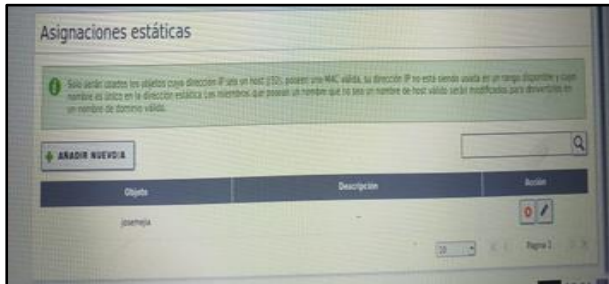 Asignaciones estáticas
Solo serán usados los objetos cuya dirección IP sea un host (/32), posean una MAC válida, su dirección IP no está siendo usada en un rango disponible y cuyo
nombre es único en la dirección estática. Los miembros que posean un nombre que no sea un nombre de host válido serán modificados para convertirlos en
un nombre de dominio válido.
AÑADIR NUEVO/A
Objeto Descripción Acción
josemejia --
10 Página 1